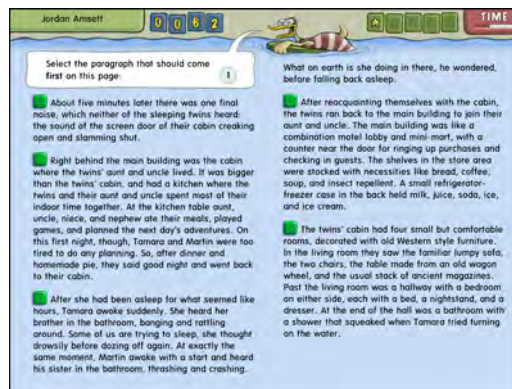 Jordan Amsett
0 0 8 2
TIME
Select the paragraph that should come
first on this page:
1
About five minutes later there was one final
noise, which neither of the sleeping twins heard:
the sound of the screen door of their cabin creaking
open and slamming shut.
Right behind the main building was the cabin
where the twins' aunt and uncle lived. It was bigger
than the twins' cabin, and had a kitchen where the
twins and their aunt and uncle spent most of their
indoor time together. At the kitchen table aunt,
uncle, niece, and nephew ate their meals, played
games, and planned the next day's adventures. On
this first night, though, Tamara and Martin were too
tired to do any planning. So, after dinner and
homemade pie, they said good night and went back
to their cabin.
After she had been asleep for what seemed like
hours, Tamara awoke suddenly. She heard her
brother in the bathroom, banging and rattling
around. Some of us are trying to sleep, she thought
drowsily before dozing off again. At exactly the
same moment, Martin awoke with a start and heard
his sister in the bathroom, thrashing and crashing.
What on earth is she doing in there, he wondered,
before falling back asleep.
After reacquainting themselves with the cabin,
the twins ran back to the main building to join their
aunt and uncle. The main building was like a
combination motel lobby and mini-mart, with a
counter near the door for ringing up purchases and
checking in guests. The shelves in the store area
were stocked with necessities like bread, coffee,
soup, and insect repellent. A small refrigerator-
freezer case in the back held milk, juice, soda, ice,
and ice cream.
The twins' cabin had four small but comfortable
rooms, decorated with old Western style furniture.
In the living room they saw the familiar lumpy sofa,
the two chairs, the table made from an old wagon
wheel, and the usual stack of ancient magazines.
Past the living room was a hallway with a bedroom
on either side, each with a bed, a nightstand, and a
dresser. At the end of the hall was a bathroom with
a shower that squeaked when Tamara tried turning
on the water.